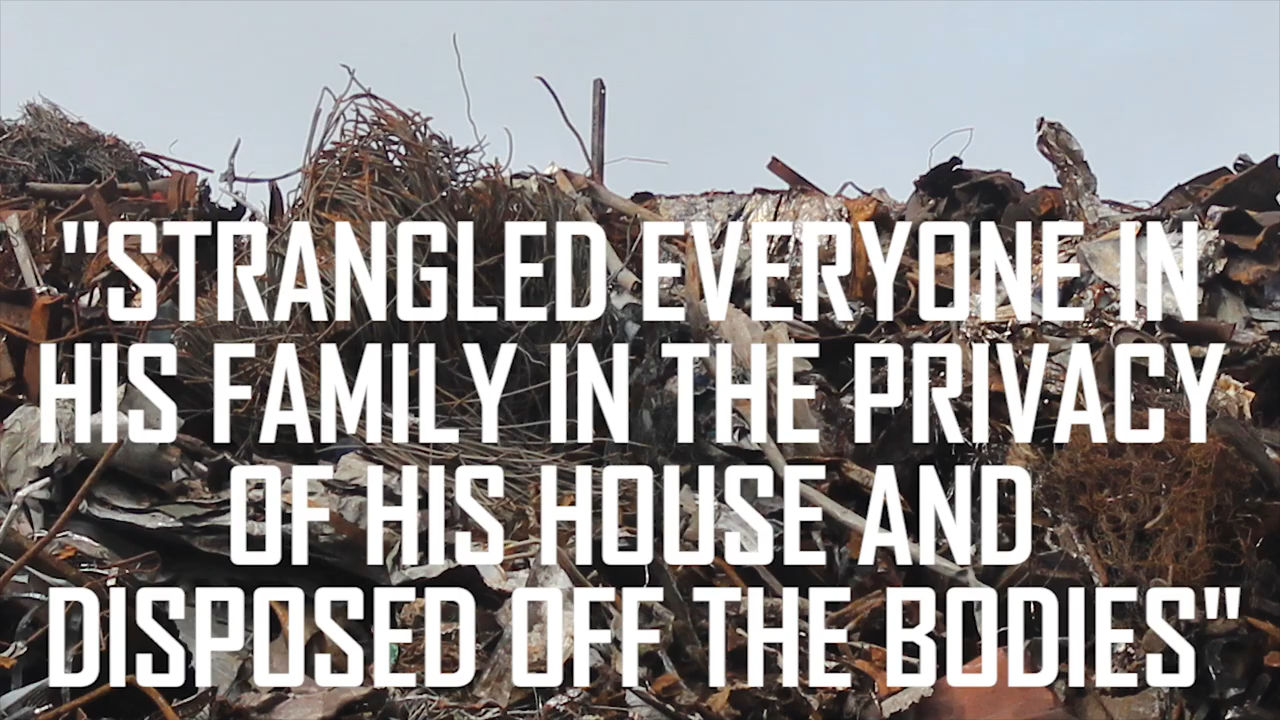 "STRANGLED EVERYONE IN
HIS FAMILY IN THE PRIVACY
OF HIS HOUSE AND
DISPOSED OFF THE BODIES"